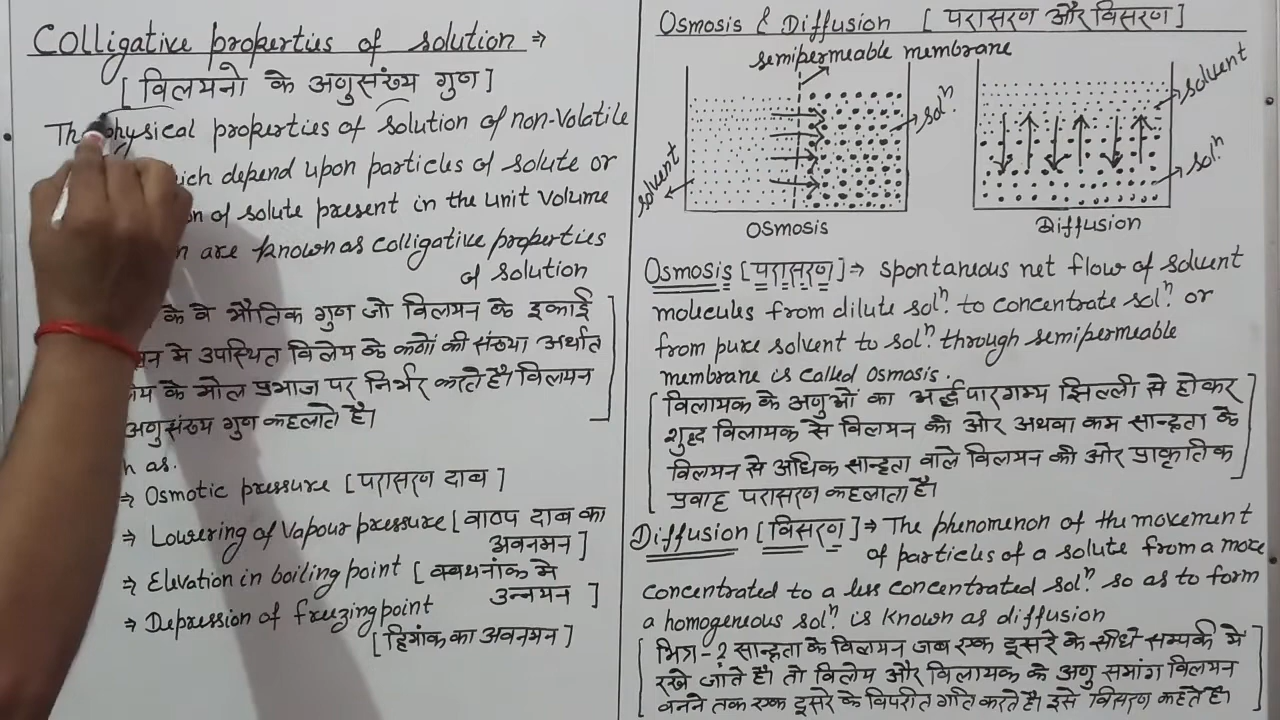 Colligative properties of solution ⇒
[ विलयनो के अणुसंख्य गुण ]
physical properties of solution of non-volatile
depend upon particles of solute or
of solute present in the unit volume
are known as colligative properties
of solution
के वे भौतिक गुण जो विलयन के इकाई
मे उपस्थित विलेय के कणों की संख्या अर्थात
के मोल प्रभाज पर निर्भर करते है। विलयन
अणुसंख्य गुण कहलाते है।
as.
⇒ Osmotic pressure [ परासरण दाब ]
⇒ Lowering of Vapour pressure [ वाष्प दाब का
अवनमन ]
⇒ Elevation in boiling point [ क्वथनांक मे
उन्नयन ]
⇒ Depression of freezing point
[ हिमांक का अवनमन ]
Osmosis & Diffusion [ परासरण और विसरण ]
semipermeable membrane
solvent
solⁿ
Osmosis
solvent
solⁿ
Diffusion
Osmosis [ परासरण ] ⇒ spontaneous net flow of solvent
molecules from dilute solⁿ. to concentrate solⁿ. or
from pure solvent to solⁿ. through semipermeable
membrane is called osmosis.
[ विलायक के अणुओं का अर्द्धपारगम्य झिल्ली से होकर
शुद्ध विलायक से विलयन की ओर अथवा कम सान्द्रता के
विलयन से अधिक सान्द्रता वाले विलयन की ओर प्राकृतिक
प्रवाह परासरण कहलाता है। ]
Diffusion [ विसरण ] ⇒ The phenomenon of the movement
of particles of a solute from a more
concentrated to a less concentrated solⁿ. so as to form
a homogeneous solⁿ. is known as diffusion
[ भिन्न-२ सान्द्रता के विलयन जब एक दूसरे के सीधे सम्पर्क में
रखे जाते है। तो विलेय और विलायक के अणु समांग विलयन
बनने तक एक दूसरे के विपरीत गति करते है। इसे विसरण कहते है। ]